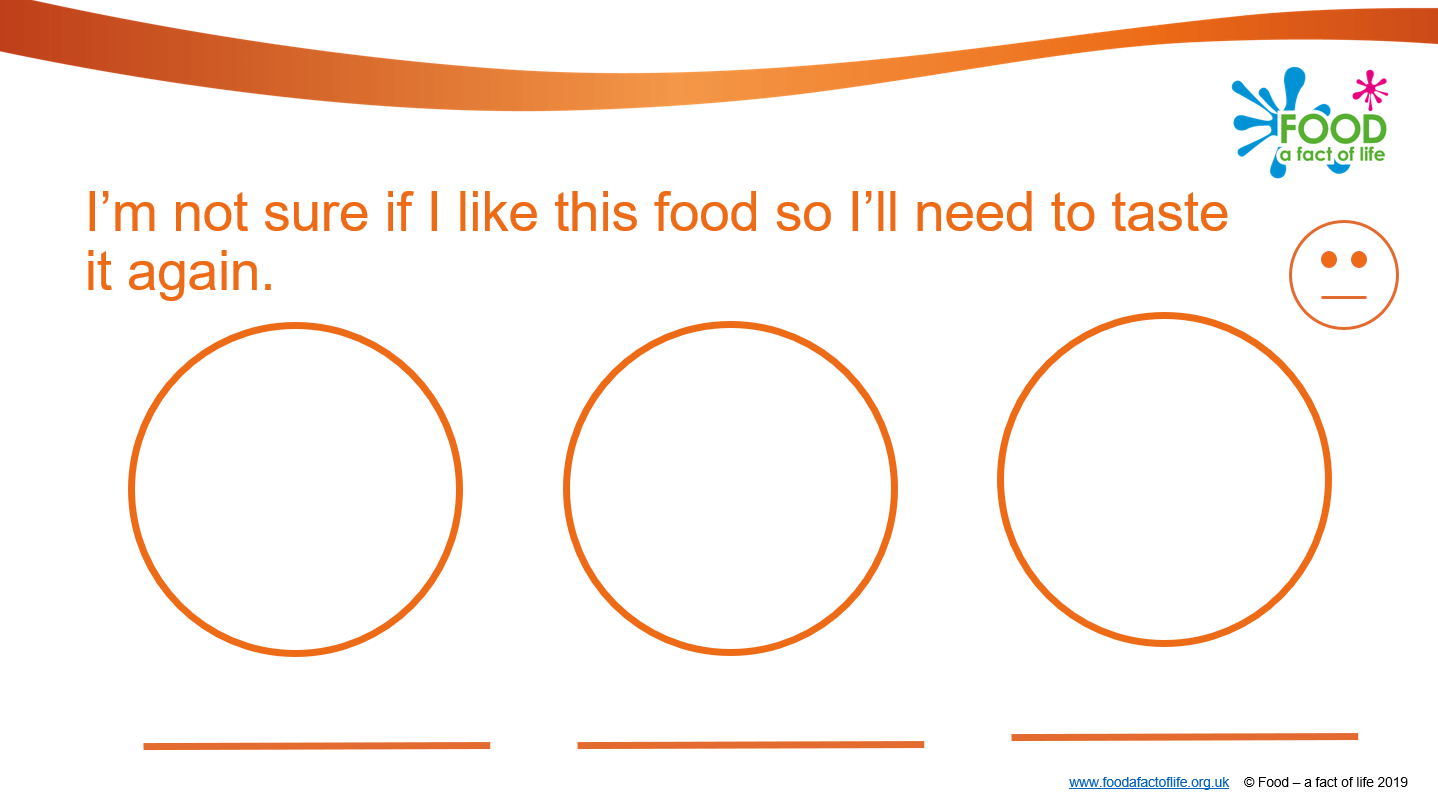 FOOD
a fact of life
I’m not sure if I like this food so I’ll need to taste
it again.
www.foodafactoflife.org.uk © Food – a fact of life 2019